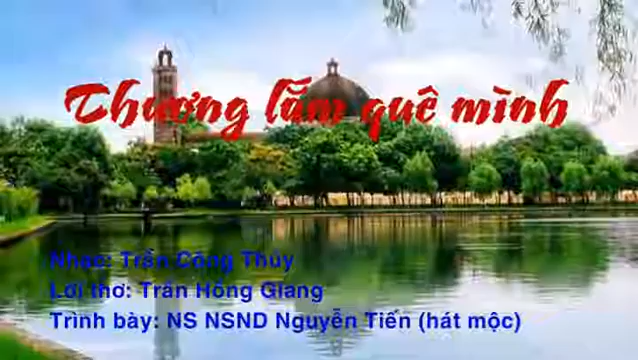 Thương lắm quê mình
Nhạc: Trần Công Thủy
Lời thơ: Trần Hồng Giang
Trình bày: NS NSND Nguyễn Tiến (hát mộc)